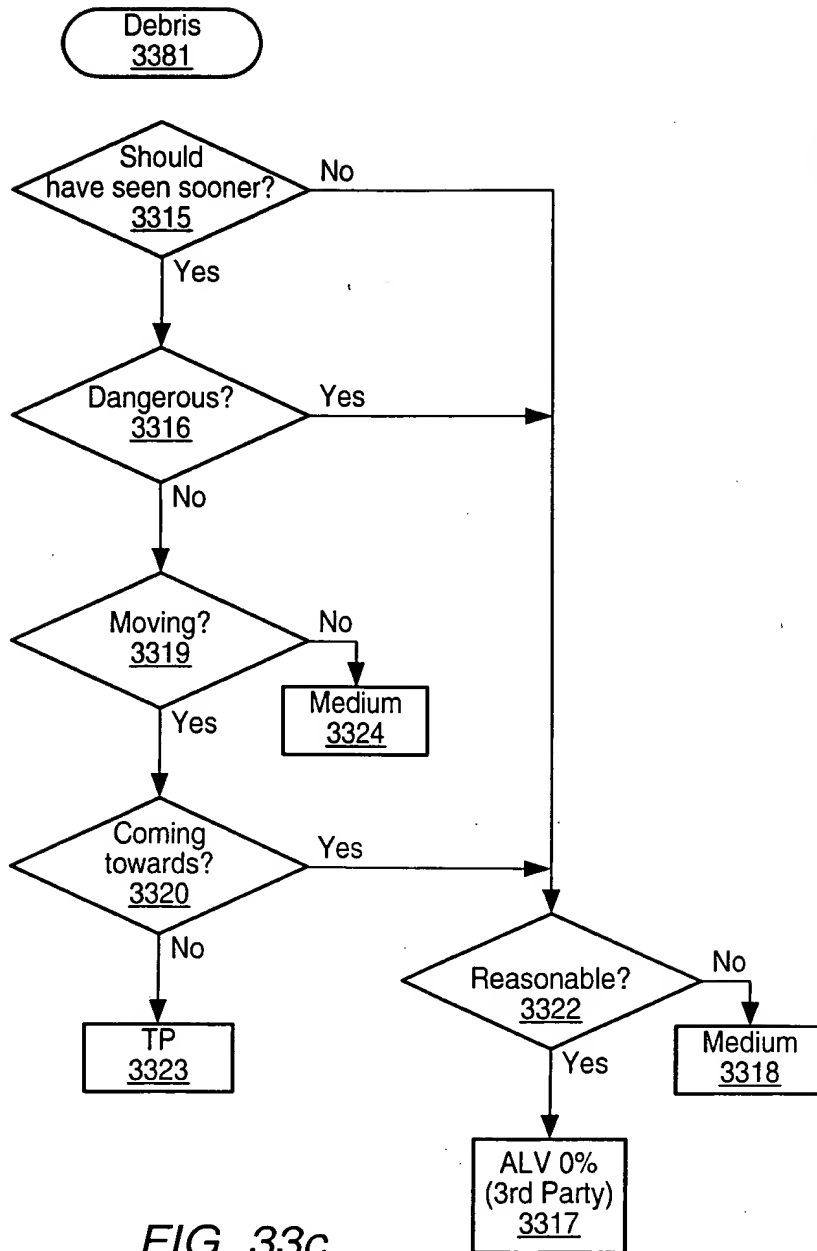 Debris
3381
Should
have seen sooner?
3315
No
Yes
Dangerous?
3316
Yes
No
Moving?
3319
No
Medium
3324
Yes
Coming
towards?
3320
Yes
No
TP
3323
Reasonable?
3322
No
Medium
3318
Yes
ALV 0%
(3rd Party)
3317
FIG. 33c